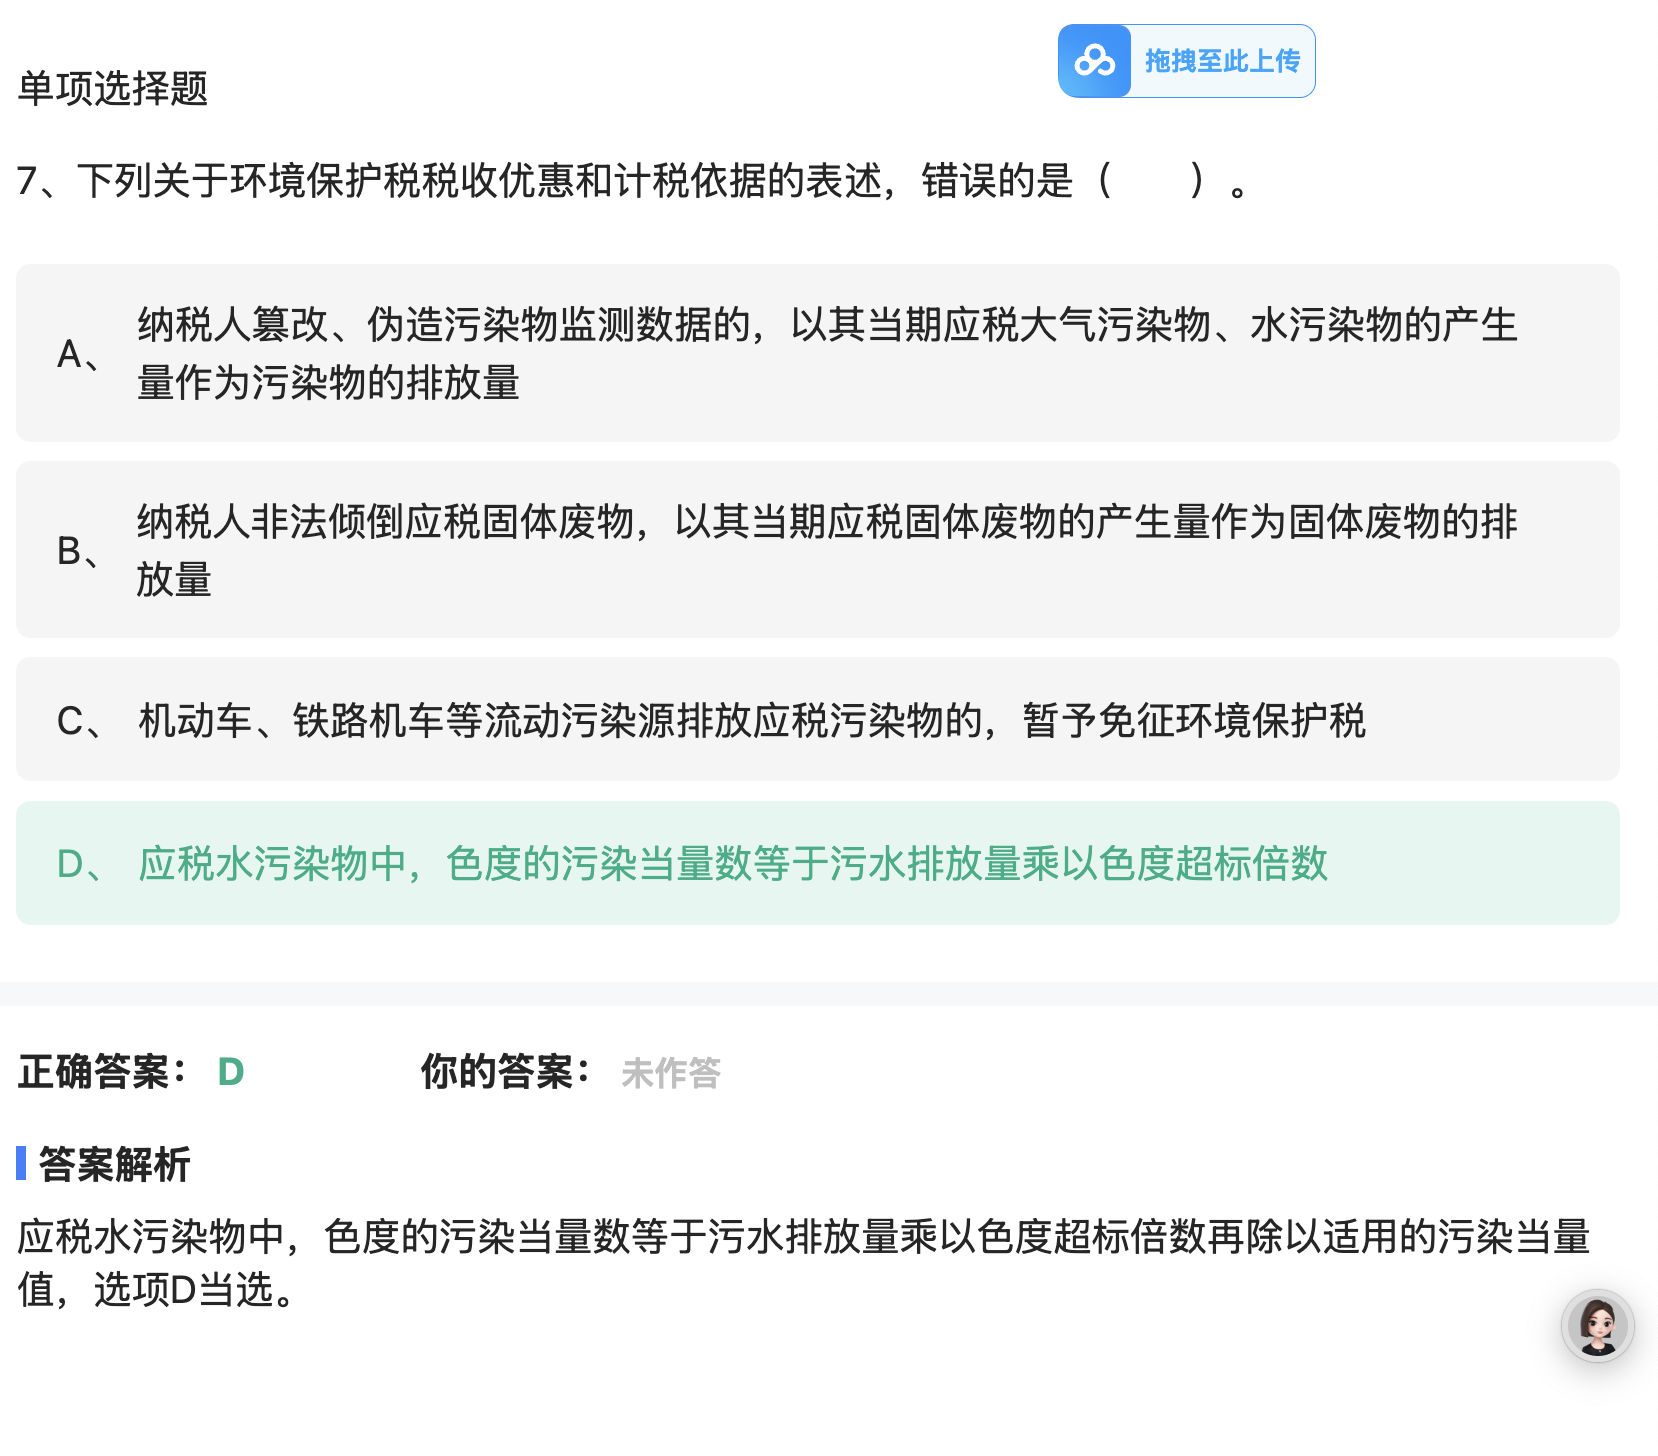 拖拽至此上传
单项选择题
7、下列关于环境保护税税收优惠和计税依据的表述，错误的是（　　）。
A、 纳税人篡改、伪造污染物监测数据的，以其当期应税大气污染物、水污染物的产生
量作为污染物的排放量
B、 纳税人非法倾倒应税固体废物，以其当期应税固体废物的产生量作为固体废物的排
放量
C、 机动车、铁路机车等流动污染源排放应税污染物的，暂予免征环境保护税
D、 应税水污染物中，色度的污染当量数等于污水排放量乘以色度超标倍数
正确答案： D 你的答案： 未作答
答案解析
应税水污染物中，色度的污染当量数等于污水排放量乘以色度超标倍数再除以适用的污染当量
值，选项D当选。